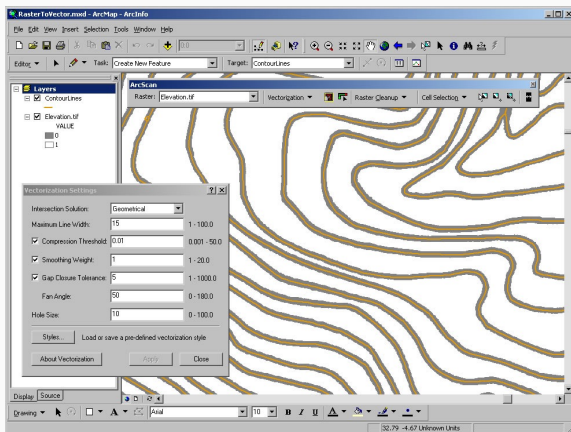 RasterToVector.mxd - ArcMap - ArcInfo
File Edit View Insert Selection Tools Window Help
0.0
Editor Task: Create New Feature Target: ContourLines
Layers
ContourLines
Elevation.tif
VALUE
0
1
ArcScan
Raster: Elevation.tif Vectorization Raster Cleanup Cell Selection
Vectorization Settings
Intersection Solution: Geometrical
Maximum Line Width: 15 1 - 100.0
Compression Threshold: 0.01 0.001 - 50.0
Smoothing Weight: 1 1 - 20.0
Gap Closure Tolerance: 5 1 - 1000.0
Fan Angle: 50 0 - 180.0
Hole Size: 10 0 - 100.0
Styles... Load or save a pre-defined vectorization style
About Vectorization Apply Close
Display Source
Drawing A Arial 10 B I U A
32.79 -4.67 Unknown Units